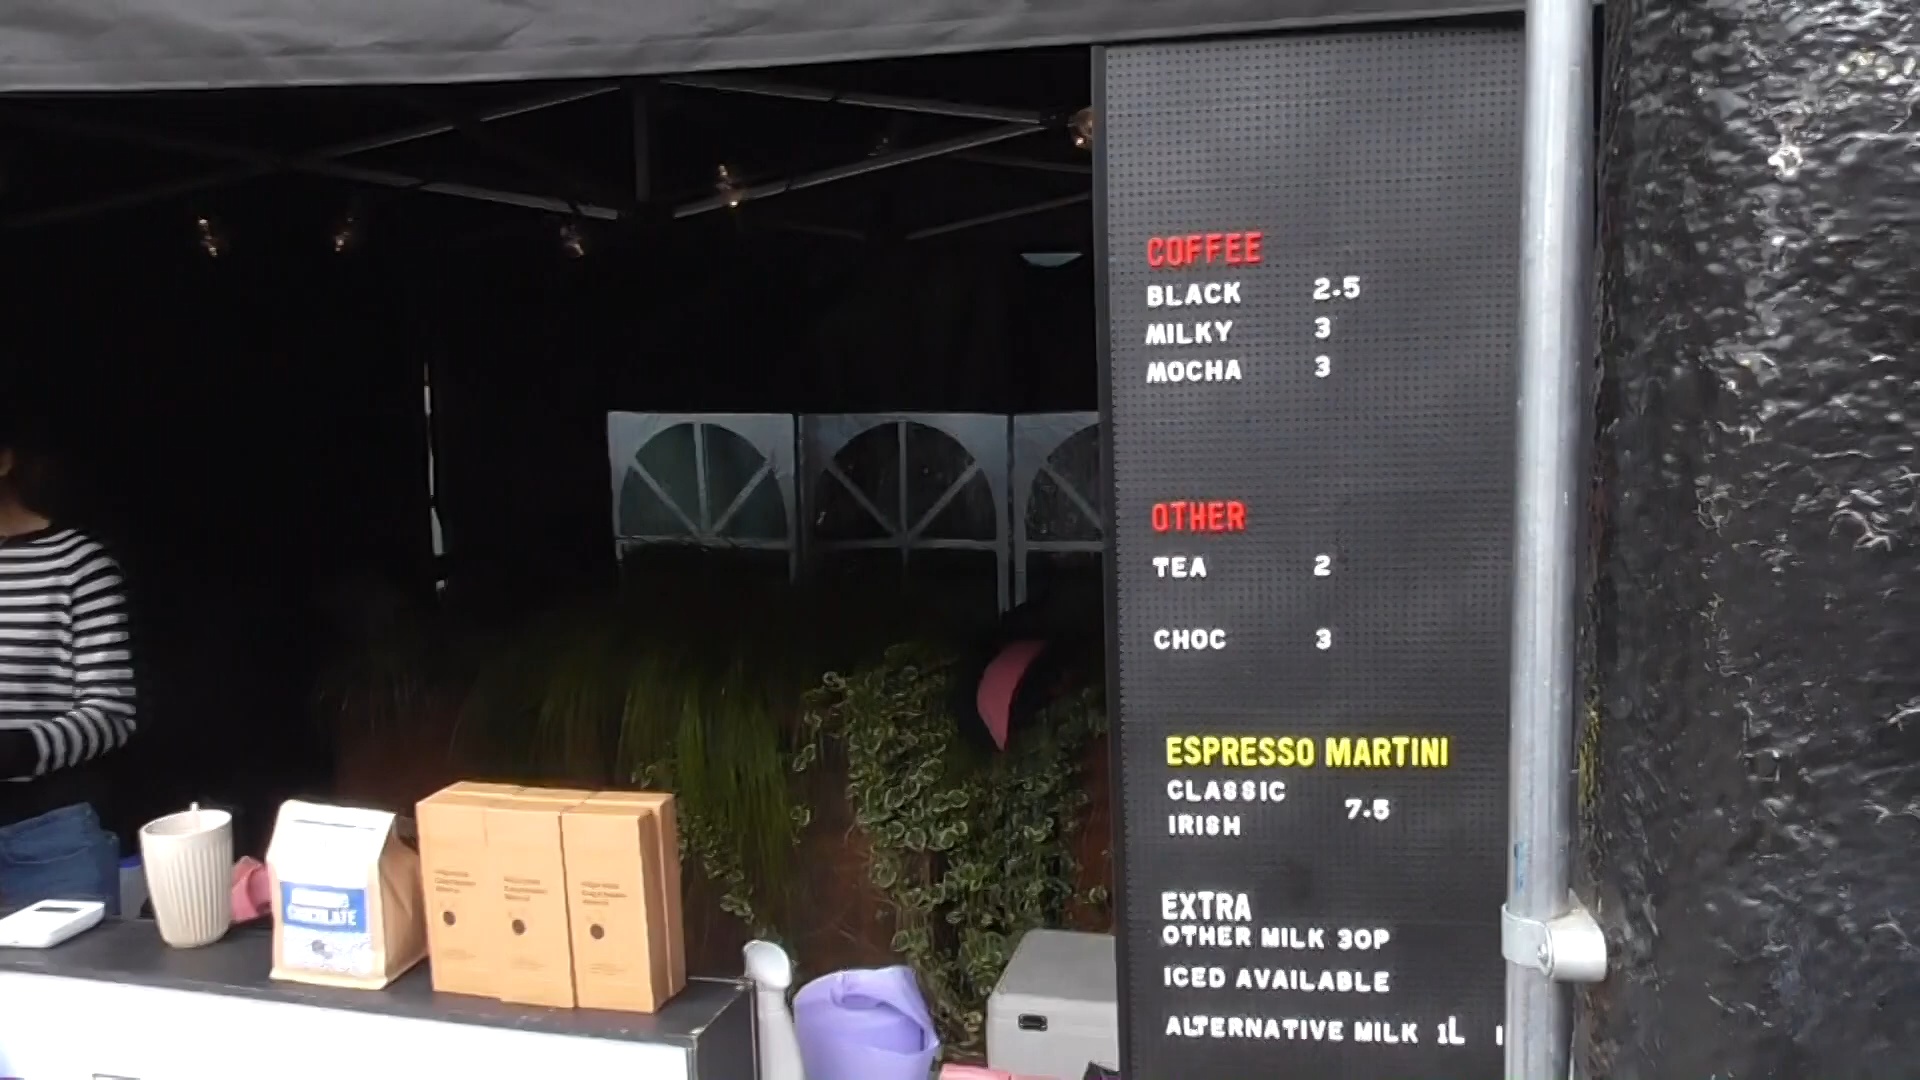 COFFEE
BLACK 2.5
MILKY 3
MOCHA 3
OTHER
TEA 2
CHOC 3
ESPRESSO MARTINI
CLASSIC
7.5
IRISH
EXTRA
OTHER MILK 30P
ICED AVAILABLE
ALTERNATIVE MILK 1L
CHOCOLATE